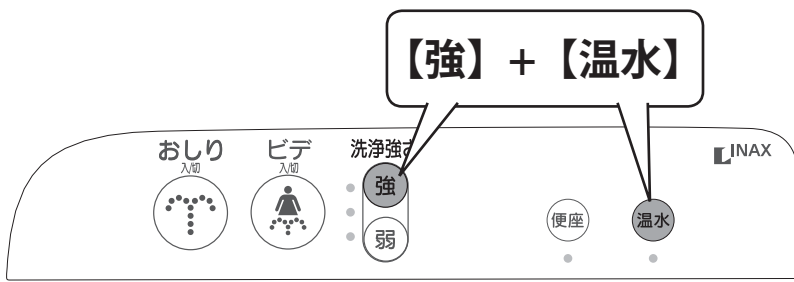 【強】+【温水】
おしり
入/切
ビデ
入/切
洗浄強さ
強
弱
便座
温水
INAX